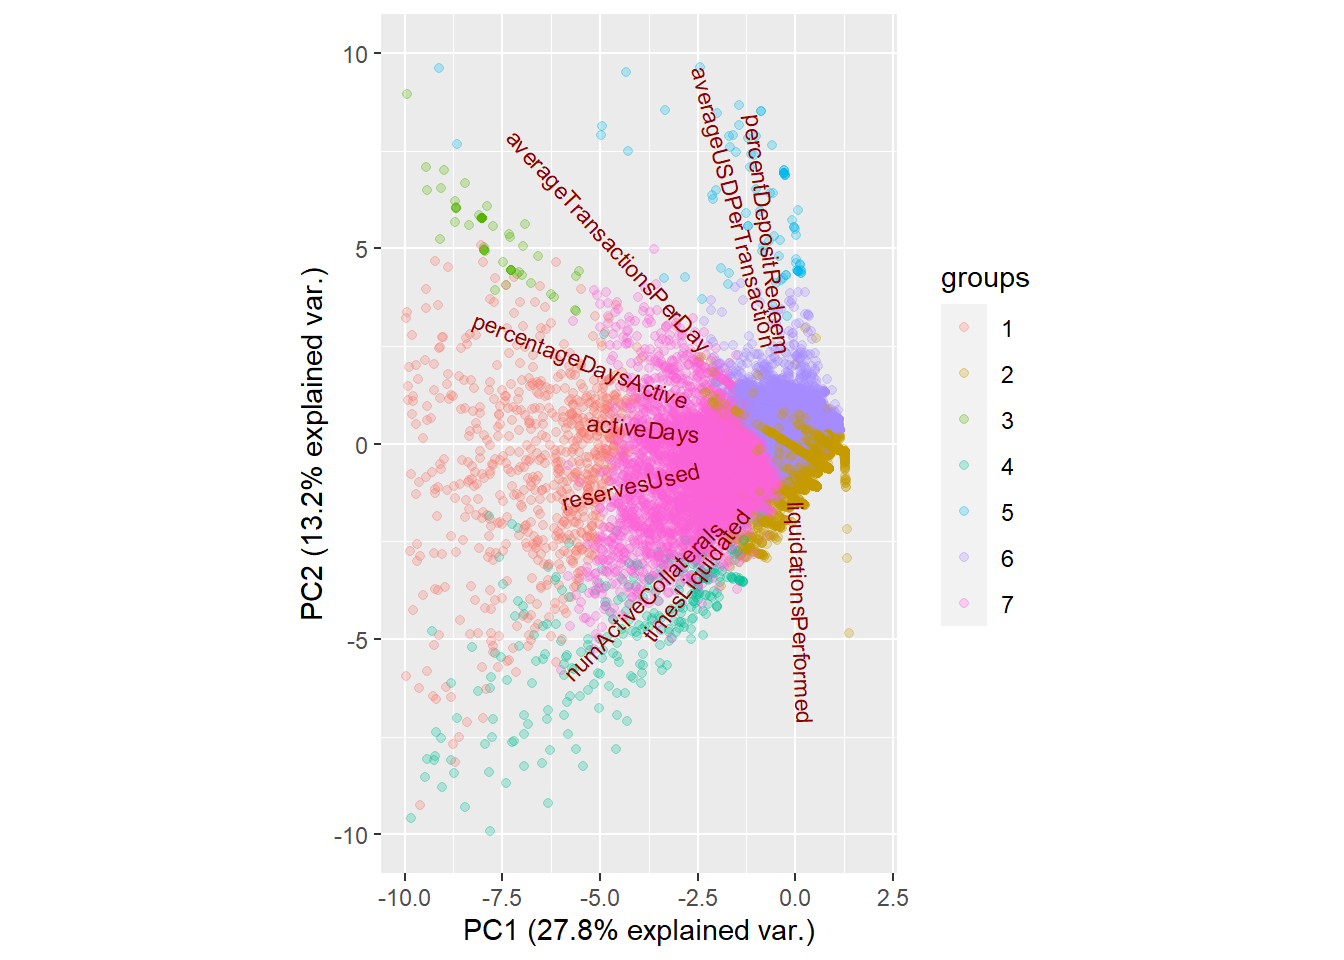 10
5
0
-5
-10
PC2 (13.2% explained var.)
averageUSDPerTransaction
percentDepositRedeem
averageTransactionsPerDay
percentageDaysActive
activeDays
reservesUsed
numActiveCollaterals
timesLiquidated
liquidationsPerformed
-10.0 -7.5 -5.0 -2.5 0.0 2.5
PC1 (27.8% explained var.)
groups
1
2
3
4
5
6
7